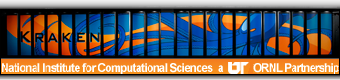 KRAKEN
National Institute for Computational Sciences a UT ORNL Partnership